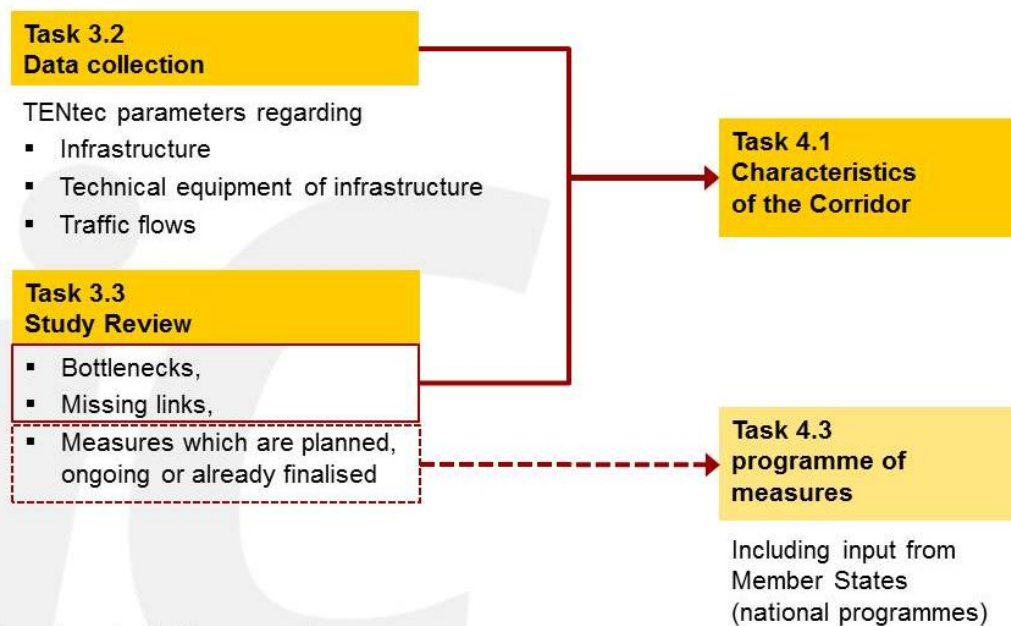 Task 3.2
Data collection
TENtec parameters regarding
▪ Infrastructure
▪ Technical equipment of infrastructure
▪ Traffic flows
Task 3.3
Study Review
▪ Bottlenecks,
▪ Missing links,
▪ Measures which are planned,
ongoing or already finalised
Task 4.1
Characteristics
of the Corridor
Task 4.3
programme of
measures
Including input from
Member States
(national programmes)